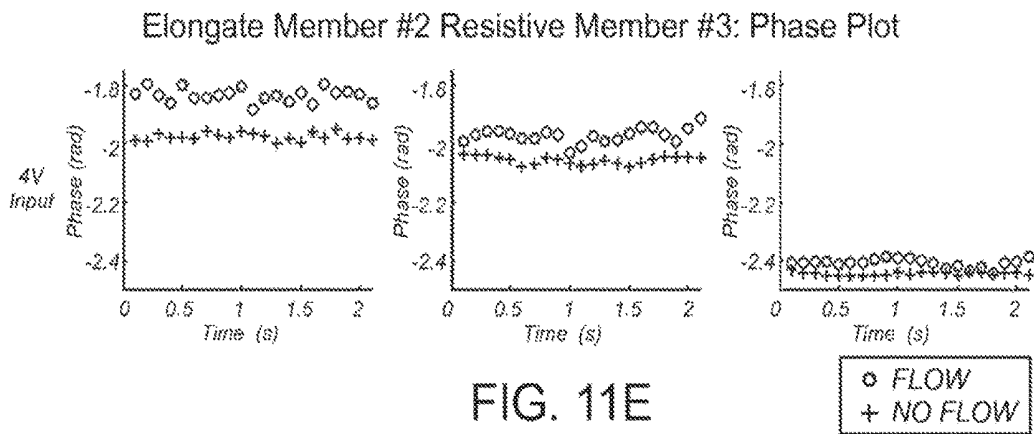 Elongate Member #2 Resistive Member #3: Phase Plot
4V
Input
Phase (rad)
-1.8
-2
-2.2
-2.4
0 0.5 1 1.5 2
Time (s)
Phase (rad)
-1.8
-2
-2.2
-2.4
0 0.5 1 1.5 2
Time (s)
Phase (rad)
-1.8
-2
-2.2
-2.4
0 0.5 1 1.5 2
Time (s)
FIG. 11E
FLOW
NO FLOW